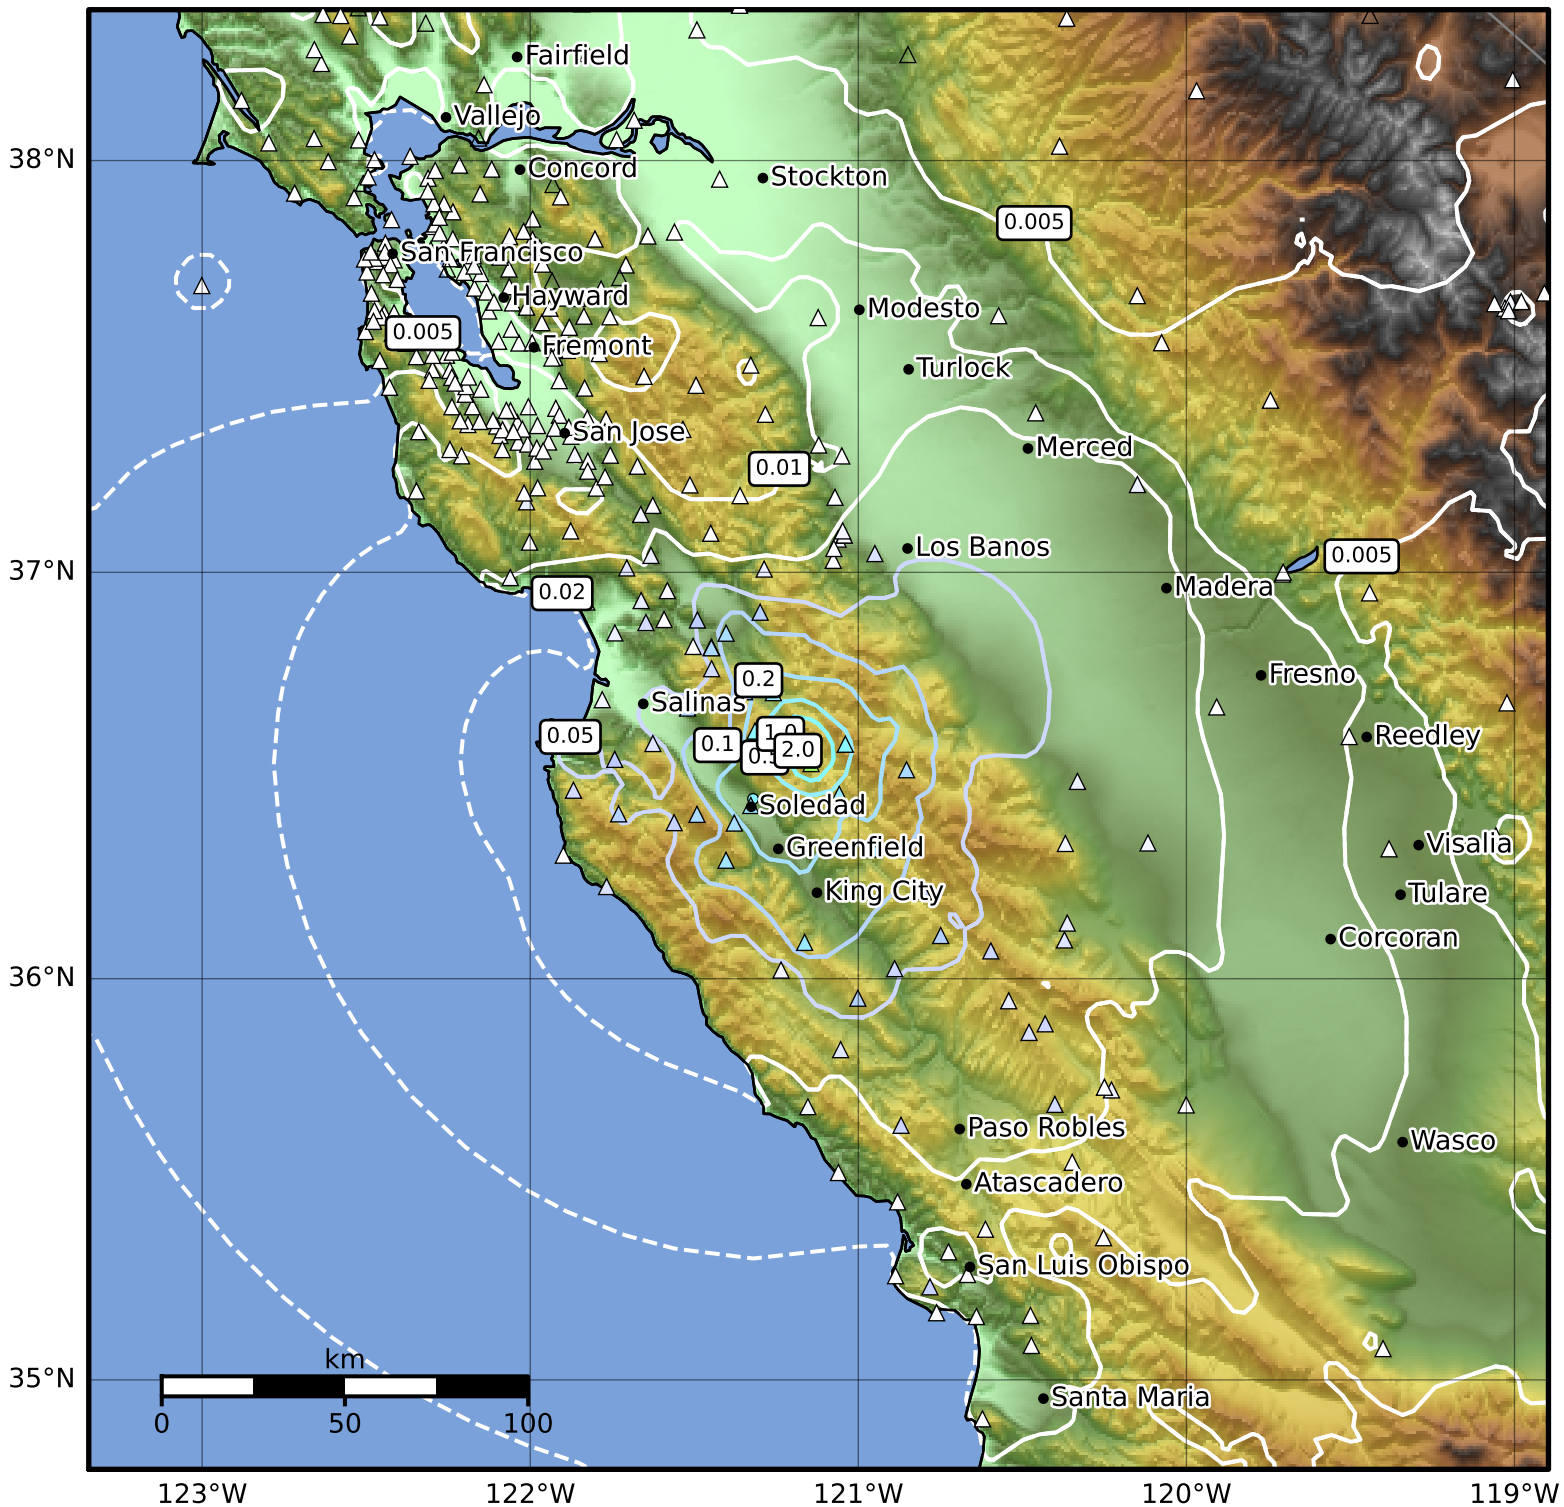 Fairfield
Vallejo
38°N
Concord
Stockton
0.005
San Francisco
Hayward
Modesto
0.005
Fremont
Turlock
San Jose
Merced
0.01
Los Banos
0.005
37°N
Madera
0.02
Fresno
0.2
Salinas
0.05
0.1
1.0
2.0
Reedley
Soledad
Greenfield
Visalia
King City
Tulare
Corcoran
36°N
Paso Robles
Wasco
Atascadero
San Luis Obispo
km
35°N
Santa Maria
0 50 100
123°W 122°W 121°W 120°W 119°W